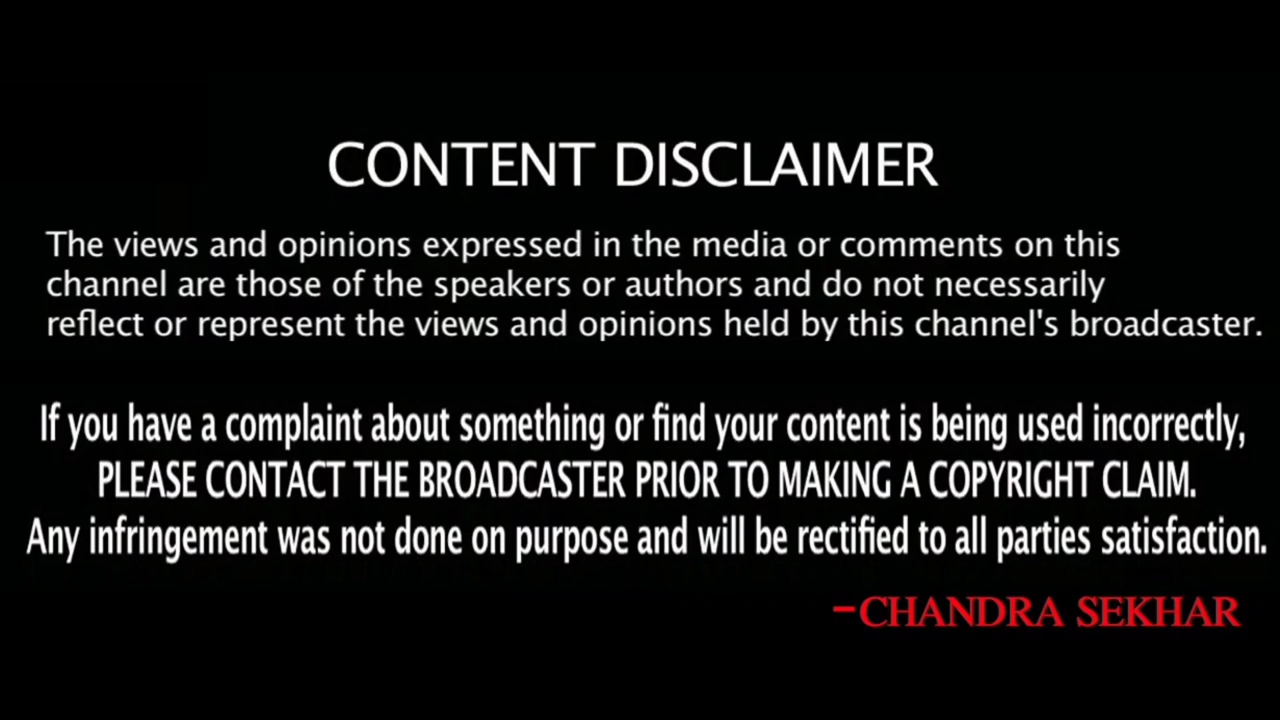 CONTENT DISCLAIMER
The views and opinions expressed in the media or comments on this
channel are those of the speakers or authors and do not necessarily
reflect or represent the views and opinions held by this channel's broadcaster.
If you have a complaint about something or find your content is being used incorrectly,
PLEASE CONTACT THE BROADCASTER PRIOR TO MAKING A COPYRIGHT CLAIM.
Any infringement was not done on purpose and will be rectified to all parties satisfaction.
-CHANDRA SEKHAR